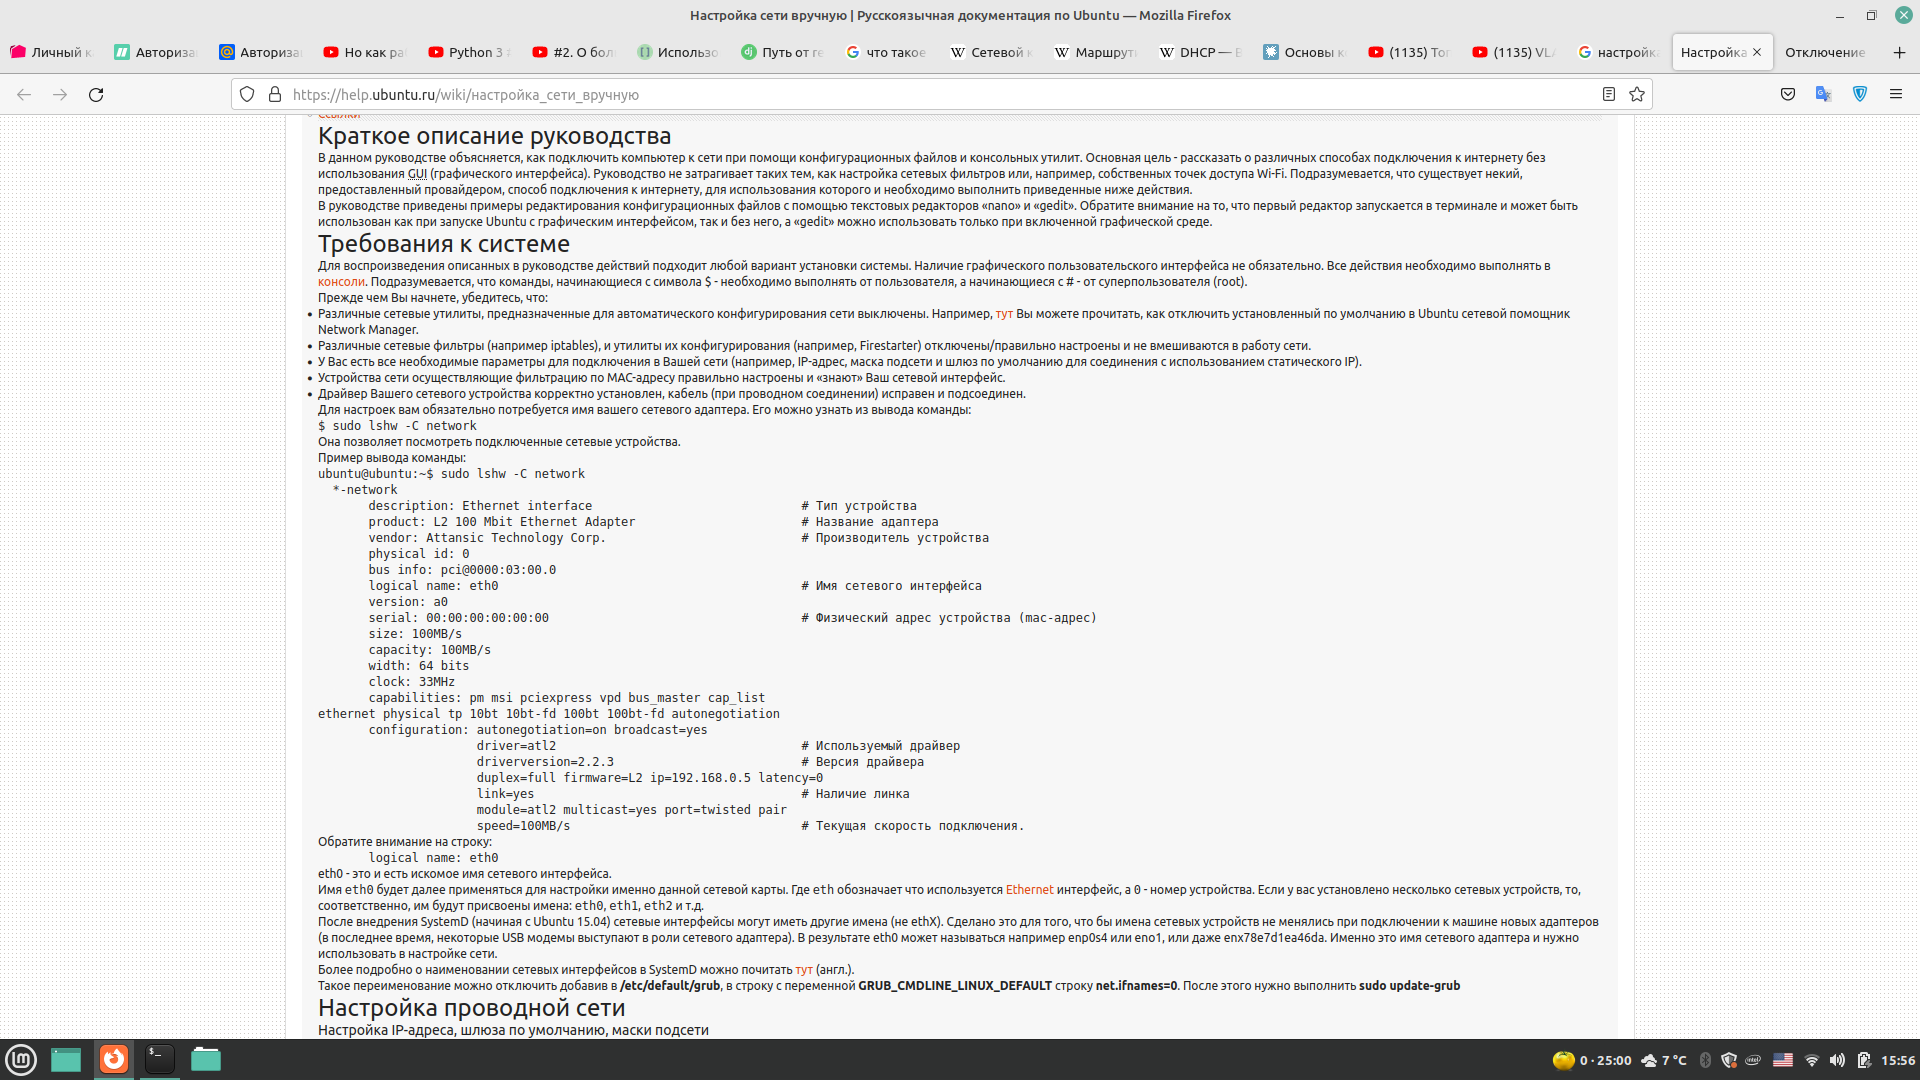 Настройка сети вручную | Русскоязычная документация по Ubuntu — Mozilla Firefox
Личный к
Авториза
Авториза
Но как ра
Python 3
#2. О бол
Использо
Путь от ге
что такое
Сетевой к
Маршрут
DHCP — В
Основы к
(1135) Tor
(1135) VLA
настройка
Настройка
Отключение
https://help.ubuntu.ru/wiki/настройка_сети_вручную
Ссылки
Краткое описание руководства
В данном руководстве объясняется, как подключить компьютер к сети при помощи конфигурационных файлов и консольных утилит. Основная цель - рассказать о различных способах подключения к интернету без
использования GUI (графического интерфейса). Руководство не затрагивает таких тем, как настройка сетевых фильтров или, например, собственных точек доступа Wi-Fi. Подразумевается, что существует некий,
предоставленный провайдером, способ подключения к интернету, для использования которого и необходимо выполнить приведенные ниже действия.
В руководстве приведены примеры редактирования конфигурационных файлов с помощью текстовых редакторов «nano» и «gedit». Обратите внимание на то, что первый редактор запускается в терминале и может быть
использован как при запуске Ubuntu с графическим интерфейсом, так и без него, а «gedit» можно использовать только при включенной графической среде.
Требования к системе
Для воспроизведения описанных в руководстве действий подходит любой вариант установки системы. Наличие графического пользовательского интерфейса не обязательно. Все действия необходимо выполнять в
консоли. Подразумевается, что команды, начинающиеся с символа $ - необходимо выполнять от пользователя, а начинающиеся с # - от суперпользователя (root).
Прежде чем Вы начнете, убедитесь, что:
• Различные сетевые утилиты, предназначенные для автоматического конфигурирования сети выключены. Например, тут Вы можете прочитать, как отключить установленный по умолчанию в Ubuntu сетевой помощник
Network Manager.
• Различные сетевые фильтры (например iptables), и утилиты их конфигурирования (например, Firestarter) отключены/правильно настроены и не вмешиваются в работу сети.
• У Вас есть все необходимые параметры для подключения в Вашей сети (например, IP-адрес, маска подсети и шлюз по умолчанию для соединения с использованием статического IP).
• Устройства сети осуществляющие фильтрацию по MAC-адресу правильно настроены и «знают» Ваш сетевой интерфейс.
• Драйвер Вашего сетевого устройства корректно установлен, кабель (при проводном соединении) исправен и подсоединен.
Для настроек вам обязательно потребуется имя вашего сетевого адаптера. Его можно узнать из вывода команды:
$ sudo lshw -C network
Она позволяет посмотреть подключенные сетевые устройства.
Пример вывода команды:
ubuntu@ubuntu:~$ sudo lshw -C network
*-network
description: Ethernet interface # Тип устройства
product: L2 100 Mbit Ethernet Adapter # Название адаптера
vendor: Attansic Technology Corp. # Производитель устройства
physical id: 0
bus info: pci@0000:03:00.0
logical name: eth0 # Имя сетевого интерфейса
version: a0
serial: 00:00:00:00:00:00 # Физический адрес устройства (mac-адрес)
size: 100MB/s
capacity: 100MB/s
width: 64 bits
clock: 33MHz
capabilities: pm msi pciexpress vpd bus_master cap_list
ethernet physical tp 10bt 10bt-fd 100bt 100bt-fd autonegotiation
configuration: autonegotiation=on broadcast=yes
driver=atl2 # Используемый драйвер
driverversion=2.2.3 # Версия драйвера
duplex=full firmware=L2 ip=192.168.0.5 latency=0
link=yes # Наличие линка
module=atl2 multicast=yes port=twisted pair
speed=100MB/s # Текущая скорость подключения.
Обратите внимание на строку:
logical name: eth0
eth0 - это и есть искомое имя сетевого интерфейса.
Имя eth0 будет далее применяться для настройки именно данной сетевой карты. Где eth обозначает что используется Ethernet интерфейс, а 0 - номер устройства. Если у вас установлено несколько сетевых устройств, то,
соответственно, им будут присвоены имена: eth0, eth1, eth2 и т.д.
После внедрения SystemD (начиная с Ubuntu 15.04) сетевые интерфейсы могут иметь другие имена (не ethX). Сделано это для того, что бы имена сетевых устройств не менялись при подключении к машине новых адаптеров
(в последнее время, некоторые USB модемы выступают в роли сетевого адаптера). В результате eth0 может называться например enp0s4 или eno1, или даже enx78e7d1ea46da. Именно это имя сетевого адаптера и нужно
использовать в настройке сети.
Более подробно о наименовании сетевых интерфейсов в SystemD можно почитать тут (англ.).
Такое переименование можно отключить добавив в /etc/default/grub, в строку с переменной GRUB_CMDLINE_LINUX_DEFAULT строку net.ifnames=0. После этого нужно выполнить sudo update-grub
Настройка проводной сети
Настройка IP-адреса, шлюза по умолчанию, маски подсети
0 · 25:00
7 °C
15:56